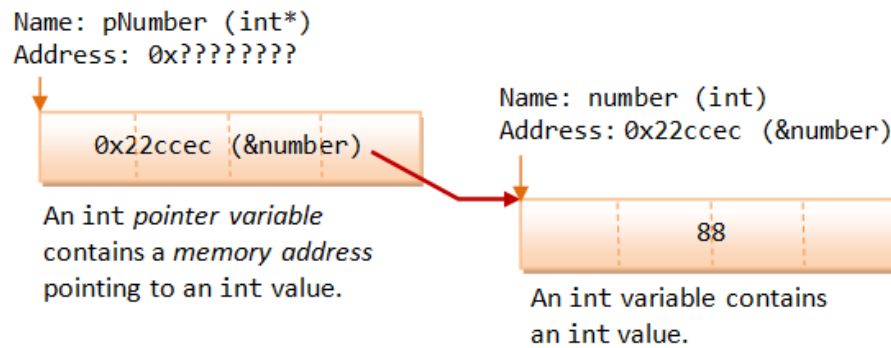 Name: pNumber (int*)
Address: 0x????????
0x22ccec (&number)
An int pointer variable
contains a memory address
pointing to an int value.
Name: number (int)
Address: 0x22ccec (&number)
88
An int variable contains
an int value.